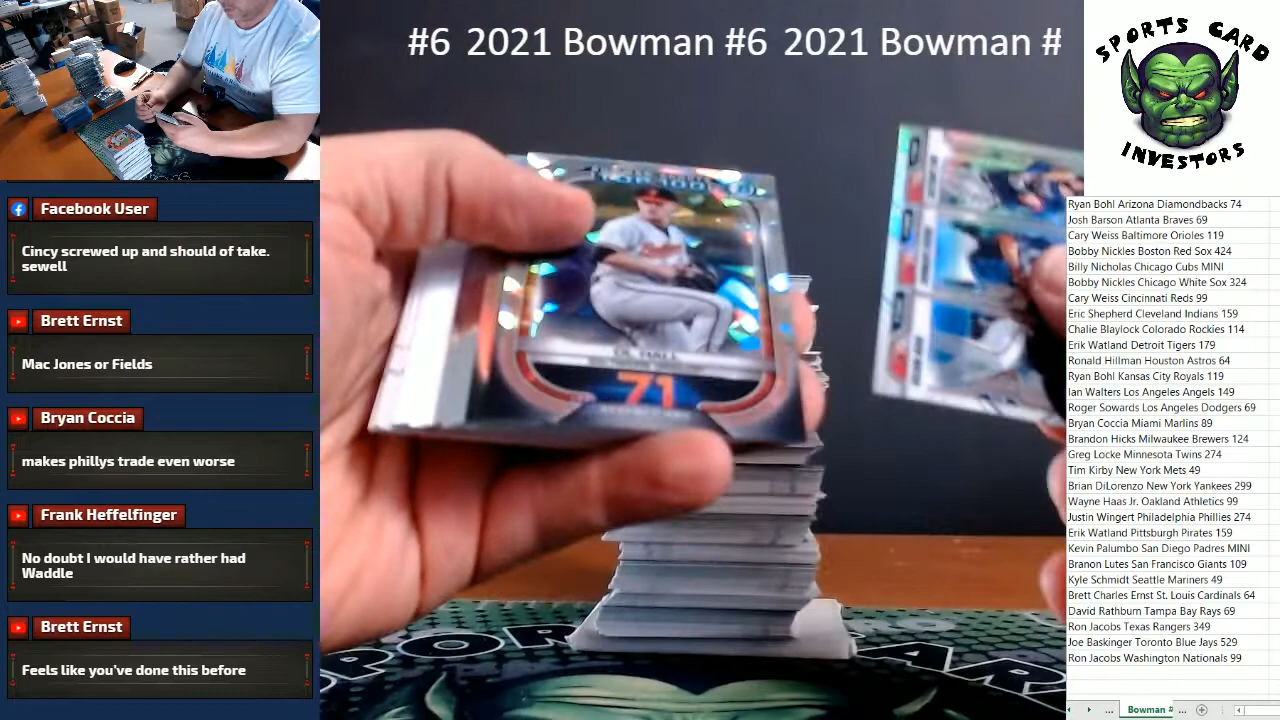 #6 2021 Bowman #6 2021 Bowman #
SPORTS CARD
INVESTORS
Facebook User
Cincy screwed up and should of take.
sewell
Brett Ernst
Mac Jones or Fields
Bryan Coccia
makes phillys trade even worse
Frank Heffelfinger
No doubt I would have rather had
Waddle
Brett Ernst
Feels like you've done this before
DL HALL
71
Ryan Bohl Arizona Diamondbacks 74
Josh Barson Atlanta Braves 69
Cary Weiss Baltimore Orioles 119
Bobby Nickles Boston Red Sox 424
Billy Nicholas Chicago Cubs MINI
Bobby Nickles Chicago White Sox 324
Cary Weiss Cincinnati Reds 99
Eric Shepherd Cleveland Indians 159
Chalie Blaylock Colorado Rockies 114
Erik Watland Detroit Tigers 179
Ronald Hillman Houston Astros 64
Ryan Bohl Kansas City Royals 119
Ian Walters Los Angeles Angels 149
Roger Sowards Los Angeles Dodgers 69
Bryan Coccia Miami Marlins 89
Brandon Hicks Milwaukee Brewers 124
Greg Locke Minnesota Twins 274
Tim Kirby New York Mets 49
Brian DiLorenzo New York Yankees 299
Wayne Haas Jr. Oakland Athletics 99
Justin Wingert Philadelphia Phillies 274
Erik Watland Pittsburgh Pirates 159
Kevin Palumbo San Diego Padres MINI
Branon Lutes San Francisco Giants 109
Kyle Schmidt Seattle Mariners 49
Brett Charles Ernst St. Louis Cardinals 64
David Rathburn Tampa Bay Rays 69
Ron Jacobs Texas Rangers 349
Joe Baskinger Toronto Blue Jays 529
Ron Jacobs Washington Nationals 99
... Bowman # ...